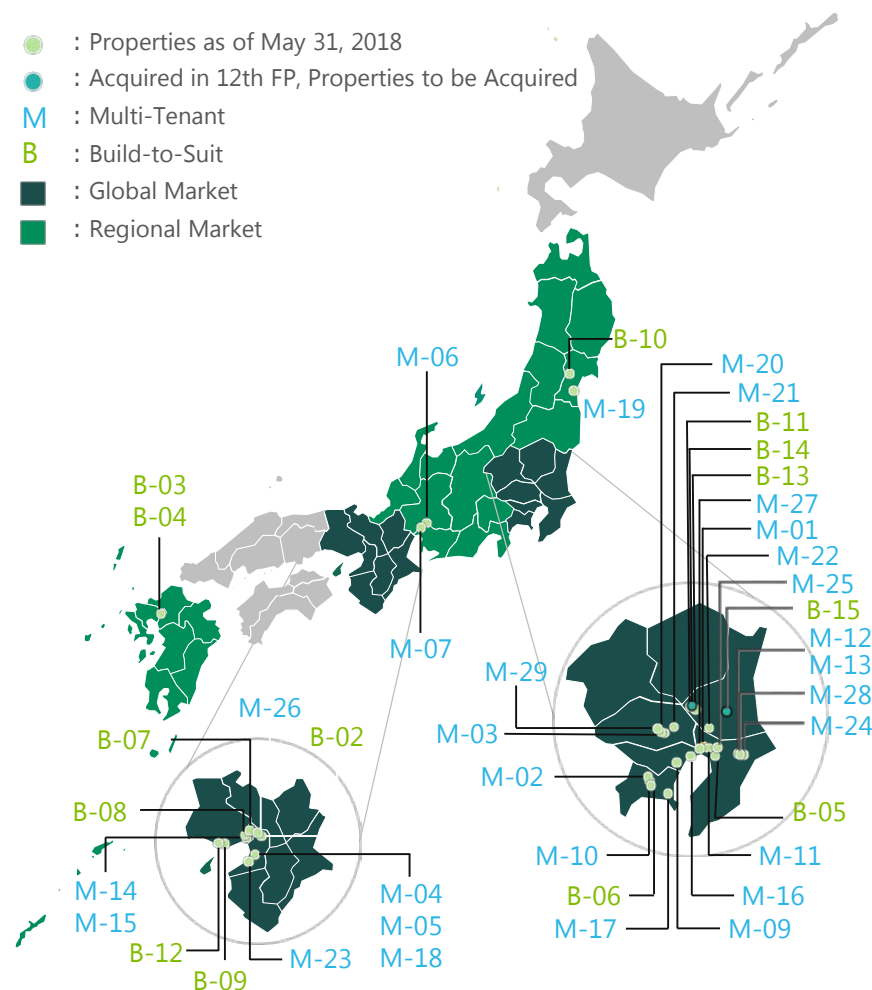 : Properties as of May 31, 2018
: Acquired in 12th FP, Properties to be Acquired
M : Multi-Tenant
B : Build-to-Suit
: Global Market
: Regional Market
B-10
M-06
M-20
M-21
M-19
B-11
B-14
B-13
M-27
M-01
M-22
M-25
B-15
M-12
M-13
M-28
M-24
B-03
B-04
M-07
M-29
M-03
M-02
M-26
B-07
B-02
B-08
B-05
M-10
M-11
B-06
M-16
M-17
M-09
M-14
M-15
M-04
M-05
M-18
B-12
M-23
B-09